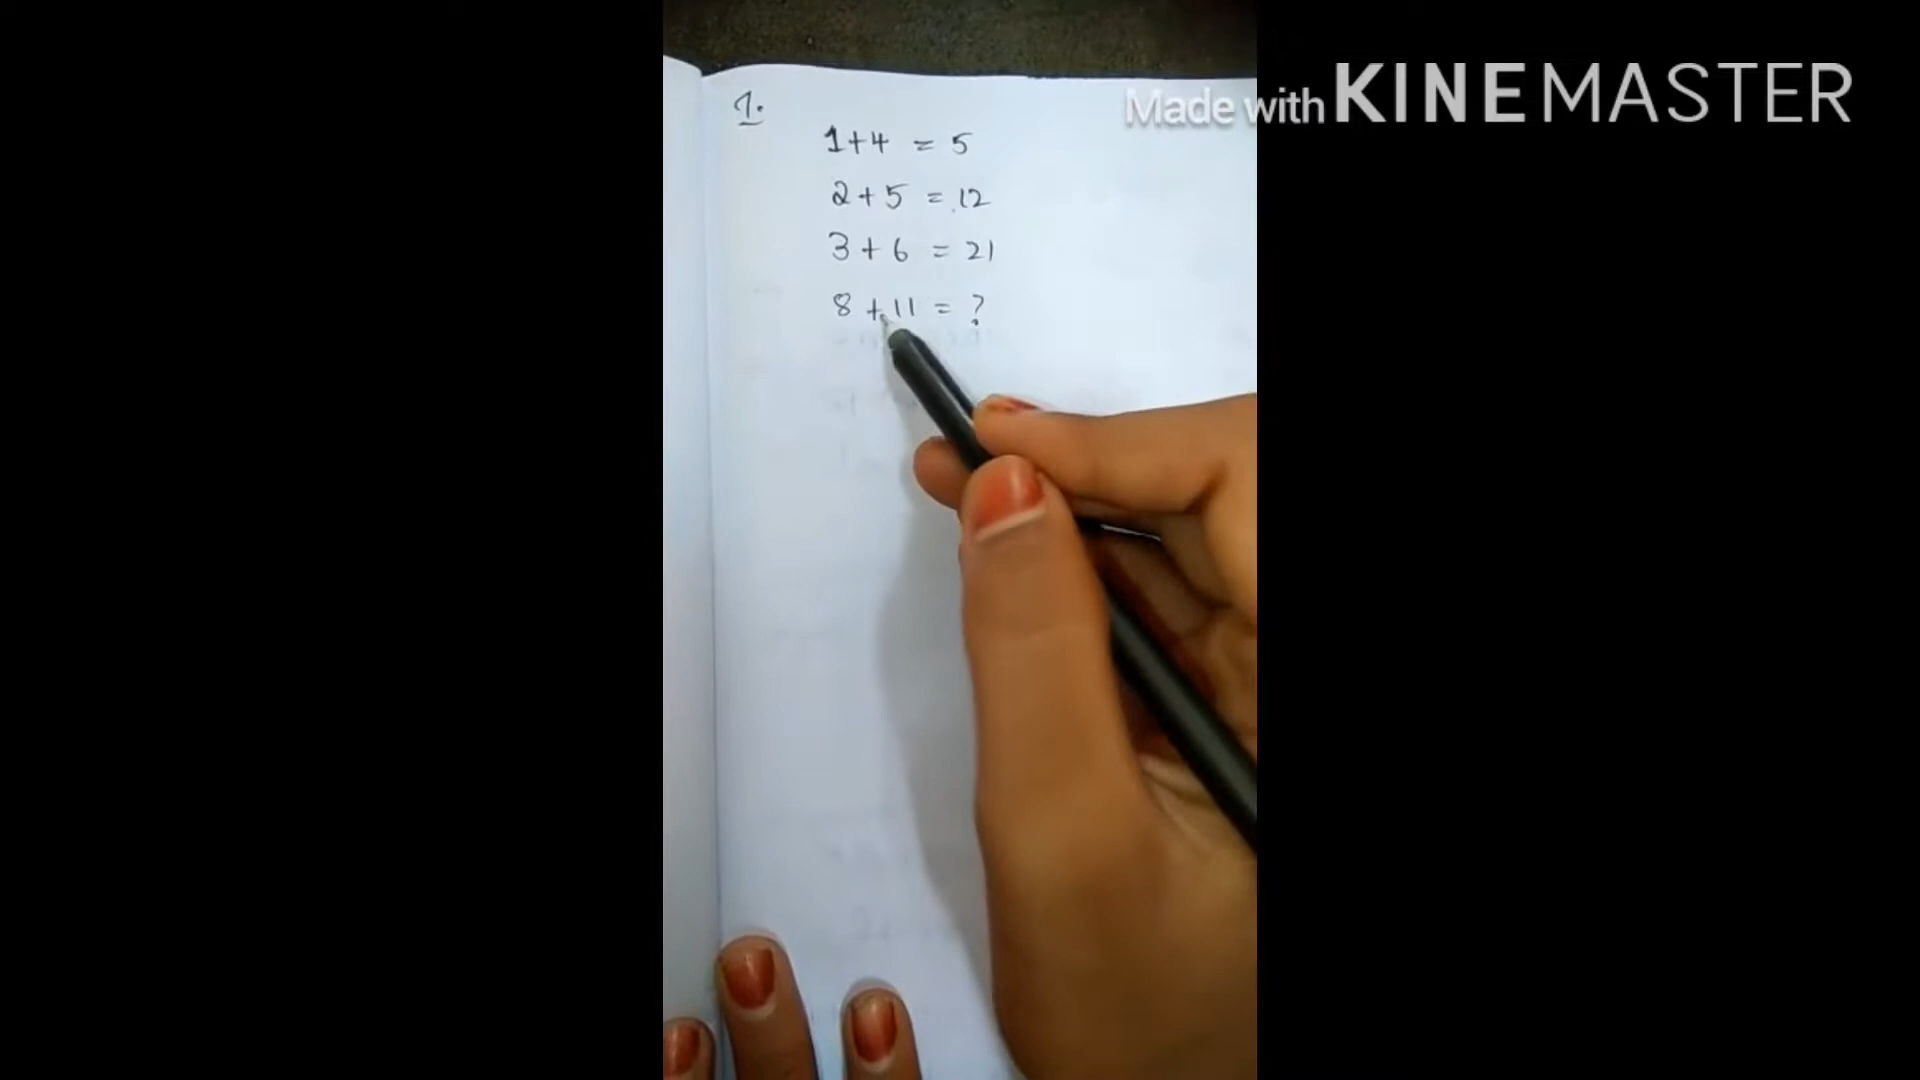 Made with KINEMASTER
1.
1+4 = 5
2+5 = 12
3+6 = 21
8+11 = ?